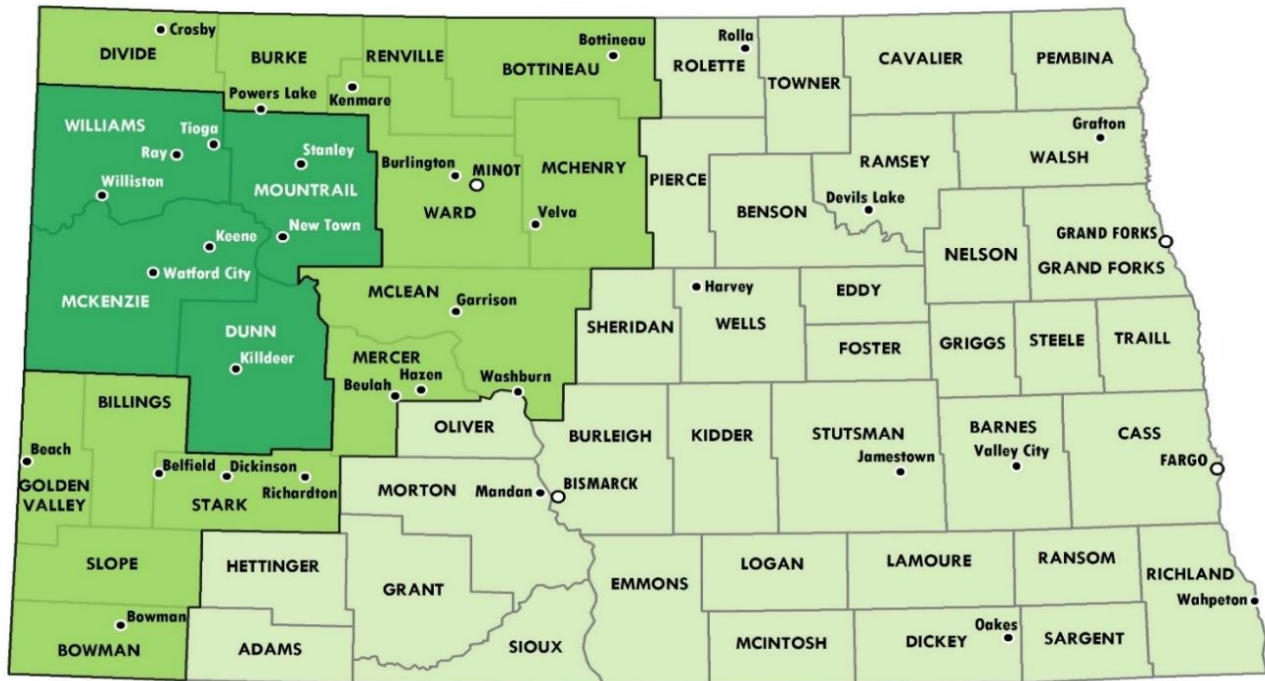 Crosby
DIVIDE
BURKE
Powers Lake
RENVILLE
Kenmare
Bottineau
BOTTINEAU
Rolla
ROLETTE
TOWNER
CAVALIER
PEMBINA
WILLIAMS
Tioga
Ray
Williston
Stanley
MOUNTRAIL
New Town
Burlington
MINOT
WARD
MCHENRY
Velva
PIERCE
BENSON
RAMSEY
Devils Lake
Grafton
WALSH
NELSON
GRAND FORKS
GRAND FORKS
Keene
Watford City
MCKENZIE
DUNN
Killdeer
MCLEAN
Garrison
MERCER
Hazen
Beulah
Washburn
SHERIDAN
Harvey
WELLS
EDDY
FOSTER
GRIGGS
STEELE
TRAILL
BILLINGS
Beach
GOLDEN
VALLEY
Belfield
Dickinson
Richardton
STARK
OLIVER
MORTON
Mandan
BISMARCK
BURLEIGH
KIDDER
STUTSMAN
Jamestown
BARNES
Valley City
CASS
FARGO
SLOPE
Bowman
BOWMAN
HETTINGER
ADAMS
GRANT
SIOUX
EMMONS
LOGAN
MCINTOSH
LAMOURE
Oakes
DICKEY
RANSOM
SARGENT
RICHLAND
Wahpeton